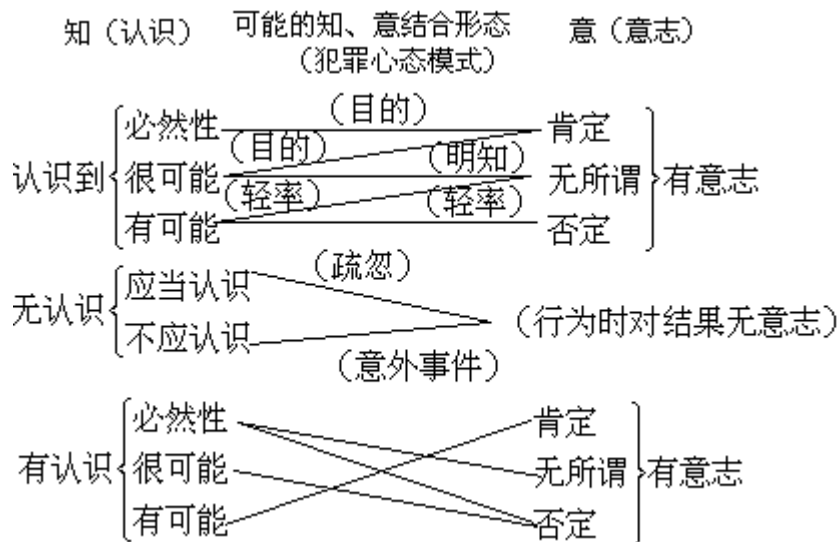 知（认识） 可能的知、意结合形态 意（意志）
（犯罪心态模式）
必然性 （目的） 肯定
认识到 很可能 （目的） （明知） 无所谓 有意志
有可能 （轻率） （轻率） 否定
无认识 应当认识 （疏忽）
不应认识 （行为时对结果无意志）
（意外事件）
必然性 肯定
有认识 很可能 无所谓 有意志
有可能 否定